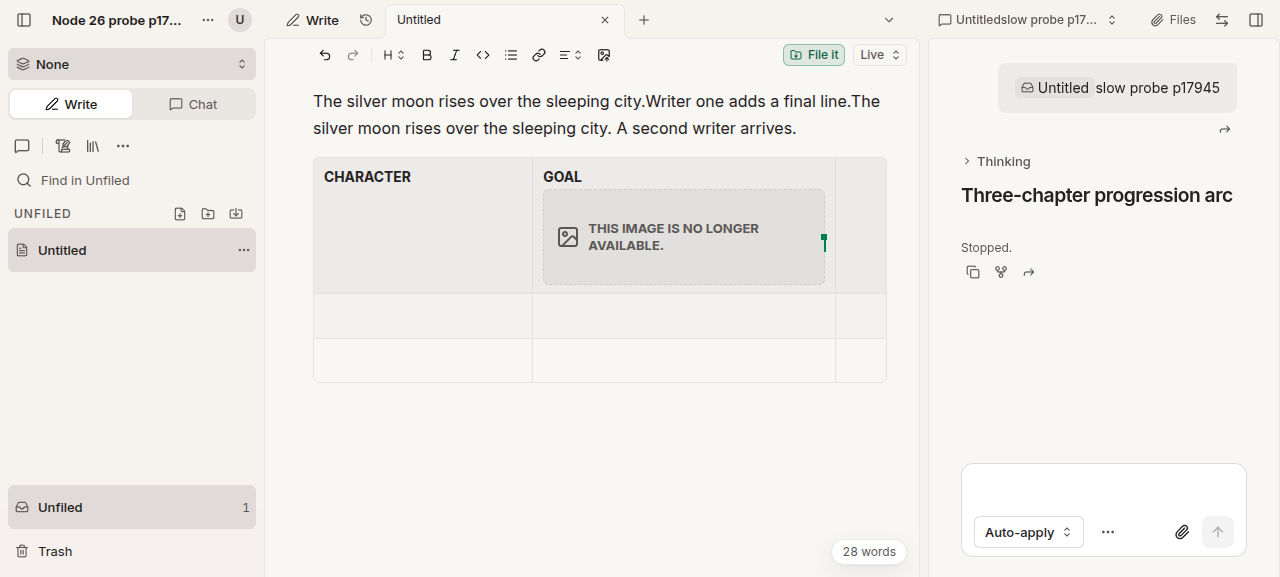 Node 26 probe p17...
U
None
Write
Chat
Find in Unfiled
UNFILED
Untitled
Unfiled
1
Trash
Write
Untitled
H
B
I
File it
Live
The silver moon rises over the sleeping city.Writer one adds a final line.The
silver moon rises over the sleeping city. A second writer arrives.
CHARACTER
GOAL
THIS IMAGE IS NO LONGER
AVAILABLE.
28 words
Untitledslow probe p17...
Files
Untitled slow probe p17945
Thinking
Three-chapter progression arc
Stopped.
Auto-apply